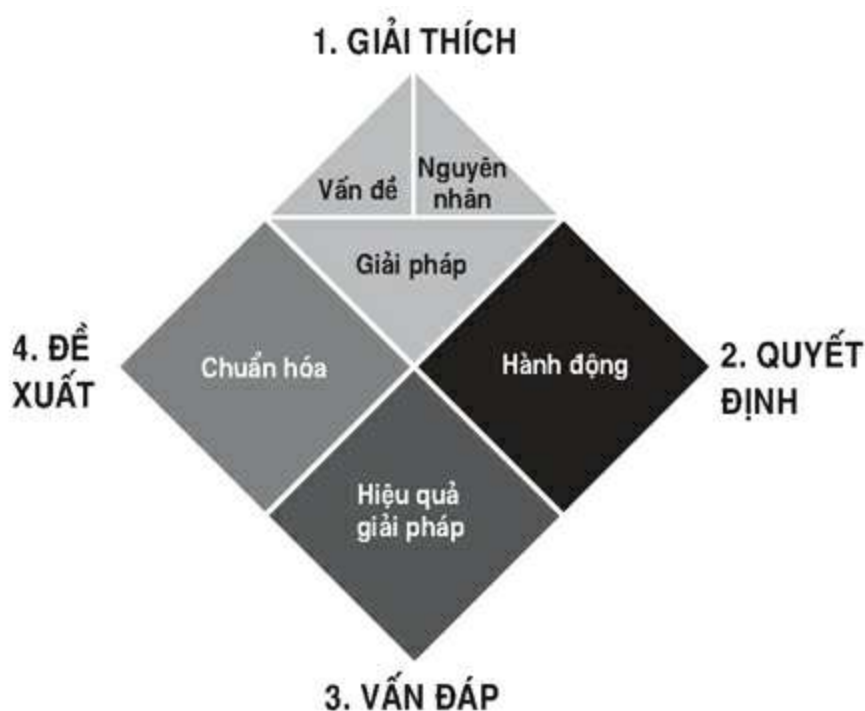 1. GIẢI THÍCH
Vấn đề
Nguyên
nhân
Giải pháp
4. ĐỀ
XUẤT
Chuẩn hóa
Hành động
2. QUYẾT
ĐỊNH
Hiệu quả
giải pháp
3. VẤN ĐÁP